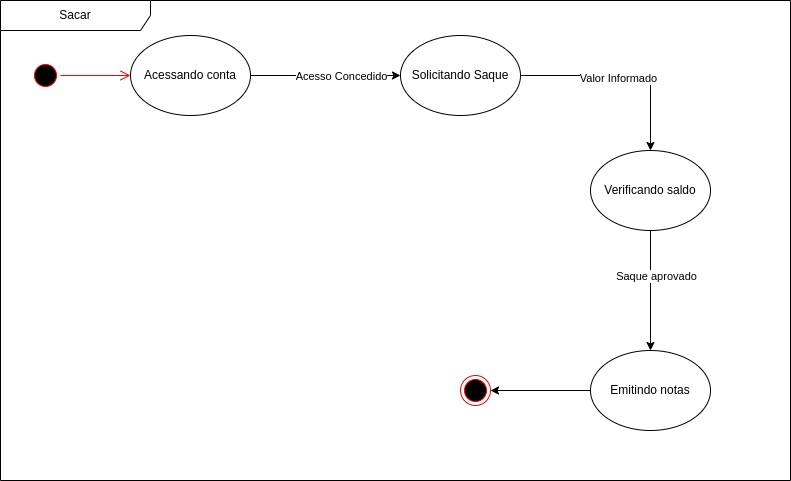 Sacar
Acessando conta
Acesso Concedido
Solicitando Saque
Valor Informado
Verificando saldo
Saque aprovado
Emitindo notas